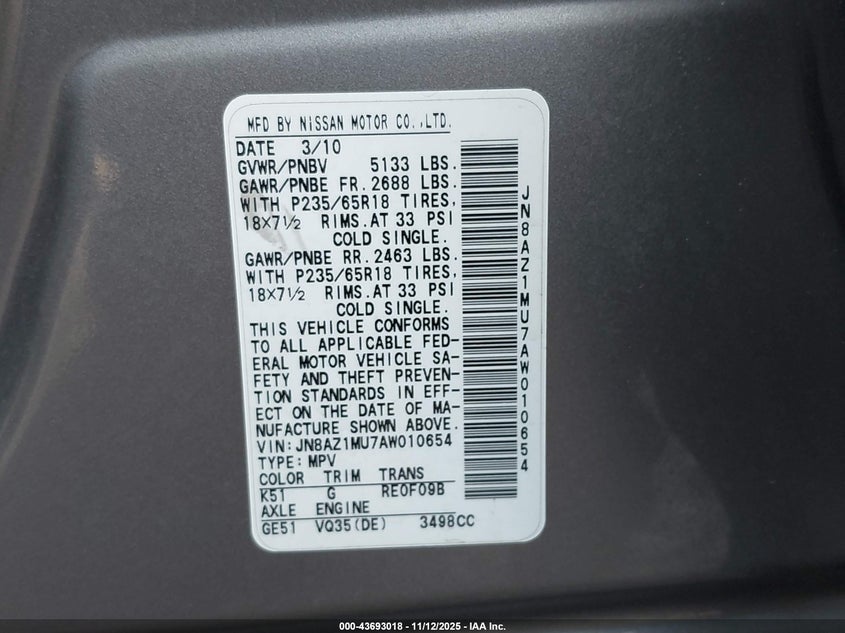 MFD BY NISSAN MOTOR CO.,LTD.
DATE 3/10
GVWR/PNBV 5133 LBS.
GAWR/PNBE FR. 2688 LBS.
WITH P235/65R18 TIRES,
18X7½ RIMS.AT 33 PSI
COLD SINGLE.
GAWR/PNBE RR. 2463 LBS.
WITH P235/65R18 TIRES,
18X7½ RIMS.AT 33 PSI
COLD SINGLE.
THIS VEHICLE CONFORMS
TO ALL APPLICABLE FED-
ERAL MOTOR VEHICLE SA-
FETY AND THEFT PREVEN-
TION STANDARDS IN EFF-
ECT ON THE DATE OF MA-
NUFACTURE SHOWN ABOVE.
VIN:JN8AZ1MU7AW010654
TYPE:MPV
COLOR TRIM TRANS
K51 G RE0F09B
AXLE ENGINE
GE51 VQ35(DE) 3498CC
JN8AZ1MU7AW010654
000-43693018 - 11/12/2025 - IAA Inc.